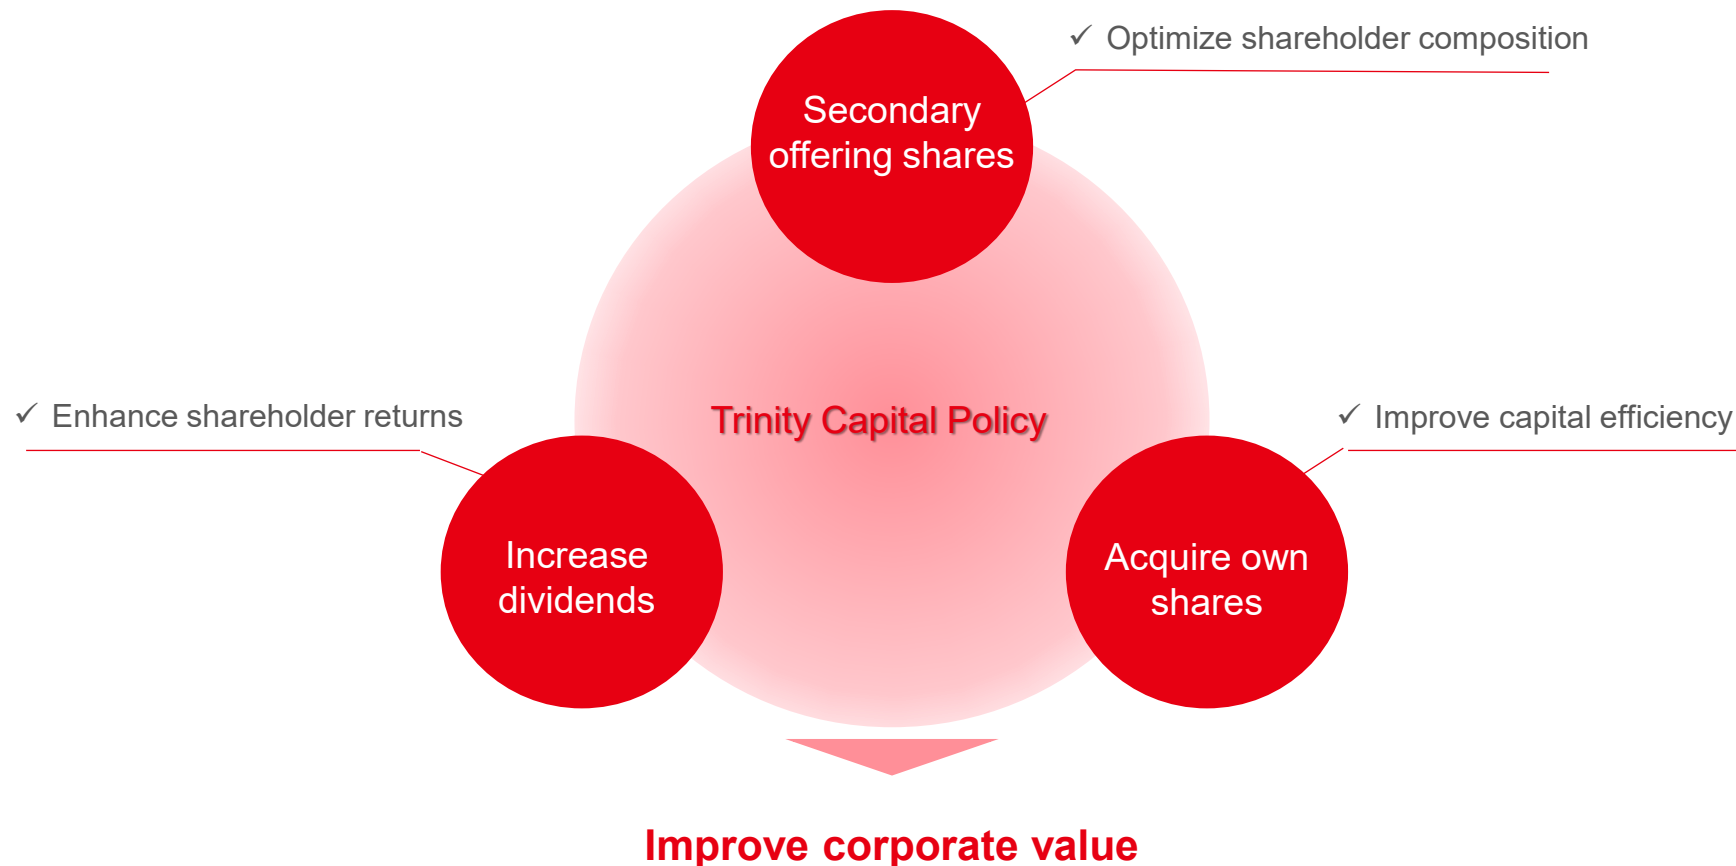 ✓ Optimize shareholder composition
Secondary
offering shares
✓ Enhance shareholder returns
Trinity Capital Policy
✓ Improve capital efficiency
Increase
dividends
Acquire own
shares
Improve corporate value